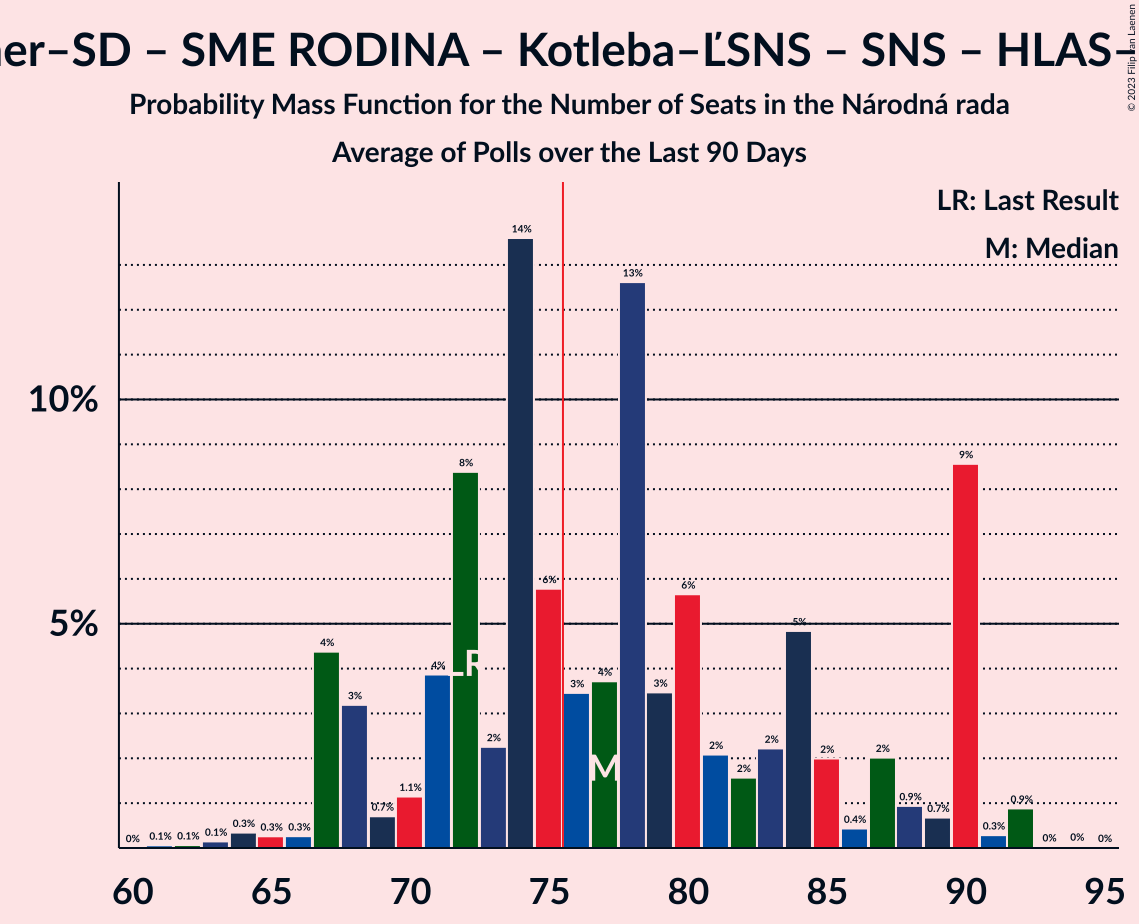 er–SD – SME RODINA – Kotleba–ĽSNS – SNS – HLAS–
© 2023 Filip van Laenen
Probability Mass Function for the Number of Seats in the Národná rada
Average of Polls over the Last 90 Days
LR: Last Result
M: Median
14%
13%
10%
9%
8%
6%
6%
5%
5%
4%
4%
LR
4%
3%
3%
3%
M
2%
2%
2%
2%
2%
2%
1.1%
0.9%
0.9%
0.7%
0.7%
0.4%
0.3%
0.3%
0.3%
0.3%
0% 0.1% 0.1% 0.1%
0% 0% 0%
60 65 70 75 80 85 90 95